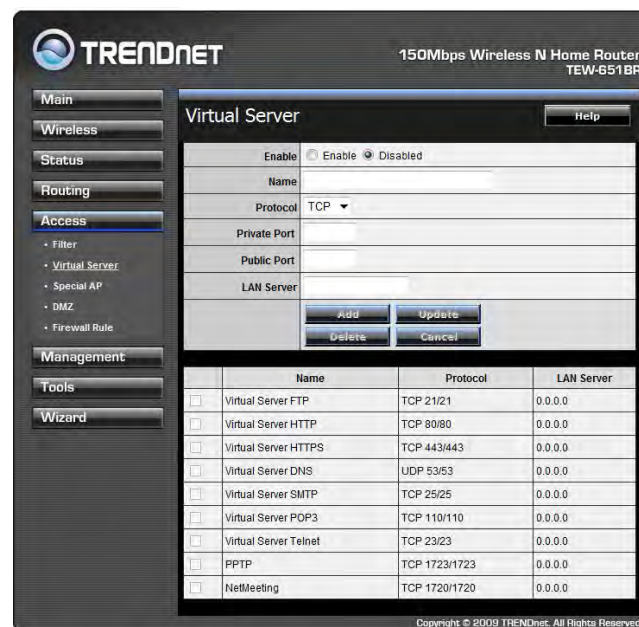 TRENDNET
150Mbps Wireless N Home Router
TEW-651BR
Main
Wireless
Status
Routing
Access
• Filter
• Virtual Server
• Special AP
• DMZ
• Firewall Rule
Management
Tools
Wizard
Virtual Server
Help
Enable Enable Disabled
Name
Protocol TCP
Private Port
Public Port
LAN Server
Add Update
Delete Cancel
Name Protocol LAN Server
Virtual Server FTP TCP 21/21 0.0.0.0
Virtual Server HTTP TCP 80/80 0.0.0.0
Virtual Server HTTPS TCP 443/443 0.0.0.0
Virtual Server DNS UDP 53/53 0.0.0.0
Virtual Server SMTP TCP 25/25 0.0.0.0
Virtual Server POP3 TCP 110/110 0.0.0.0
Virtual Server Telnet TCP 23/23 0.0.0.0
PPTP TCP 1723/1723 0.0.0.0
NetMeeting TCP 1720/1720 0.0.0.0
Copyright © 2009 TRENDnet. All Rights Reserved